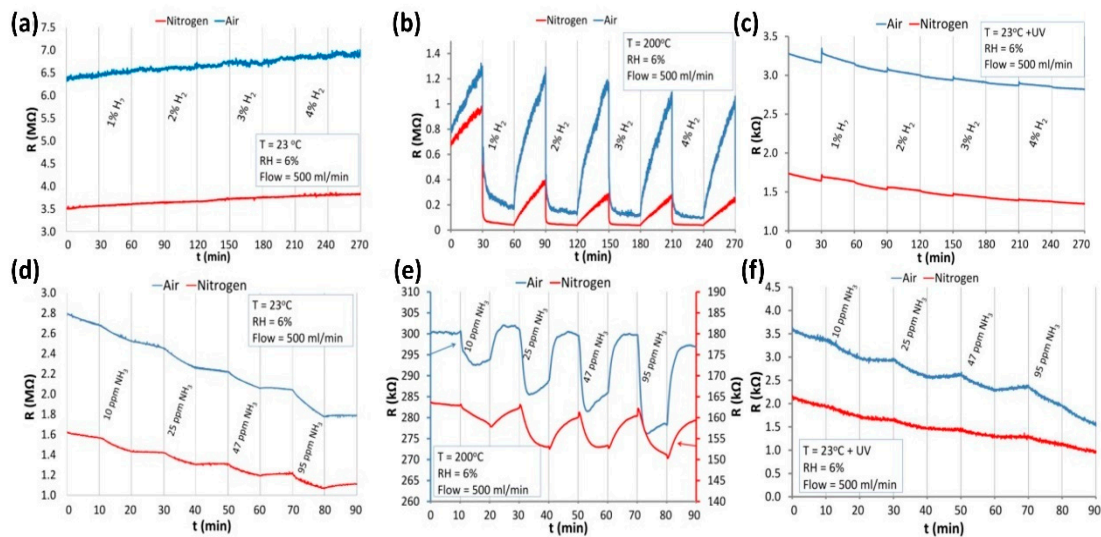 (a)
Nitrogen Air
R (MΩ)
7.5
7.0
6.5
6.0
5.5
5.0
4.5
4.0
3.5
3.0
1% H₂
2% H₂
3% H₂
4% H₂
T = 23 °C
RH = 6%
Flow = 500 ml/min
0 30 60 90 120 150 180 210 240 270
t (min)
(b)
Nitrogen Air
R (MΩ)
1.6
1.4
1.2
1
0.8
0.6
0.4
0.2
0
T = 200°C
RH = 6%
Flow = 500 ml/min
1% H₂
2% H₂
3% H₂
4% H₂
0 30 60 90 120 150 180 210 240 270
t (min)
(c)
Air Nitrogen
R (kΩ)
3.5
3.0
2.5
2.0
1.5
1.0
T = 23°C +UV
RH = 6%
Flow = 500 ml/min
1% H₂
2% H₂
3% H₂
4% H₂
0 30 60 90 120 150 180 210 240 270
t (min)
(d)
Air Nitrogen
R (MΩ)
3.0
2.8
2.6
2.4
2.2
2.0
1.8
1.6
1.4
1.2
1.0
T = 23°C
RH = 6%
Flow = 500 ml/min
10 ppm NH₃
25 ppm NH₃
47 ppm NH₃
95 ppm NH₃
0 10 20 30 40 50 60 70 80 90
t (min)
(e)
Air Nitrogen
R (kΩ)
310
305
300
295
290
285
280
275
270
265
260
10 ppm NH₃
25 ppm NH₃
47 ppm NH₃
95 ppm NH₃
T = 200°C
RH = 6%
Flow = 500 ml/min
190
185
180
175
170
165
160
155
150
145
140
R (kΩ)
0 10 20 30 40 50 60 70 80 90
t (min)
(f)
Air Nitrogen
R (kΩ)
4.5
4.0
3.5
3.0
2.5
2.0
1.5
1.0
0.5
0.0
10 ppm NH₃
25 ppm NH₃
47 ppm NH₃
95 ppm NH₃
T = 23°C + UV
RH = 6%
Flow = 500 ml/min
0 10 20 30 40 50 60 70 80 90
t (min)